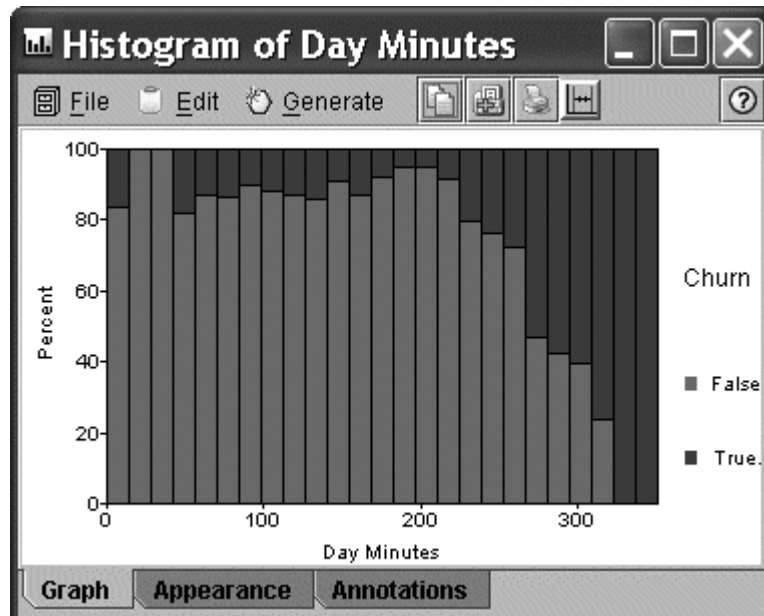 Histogram of Day Minutes
File Edit Generate
100
80
60
40
20
0
Percent
0 100 200 300
Day Minutes
Churn
False
True.
Graph Appearance Annotations